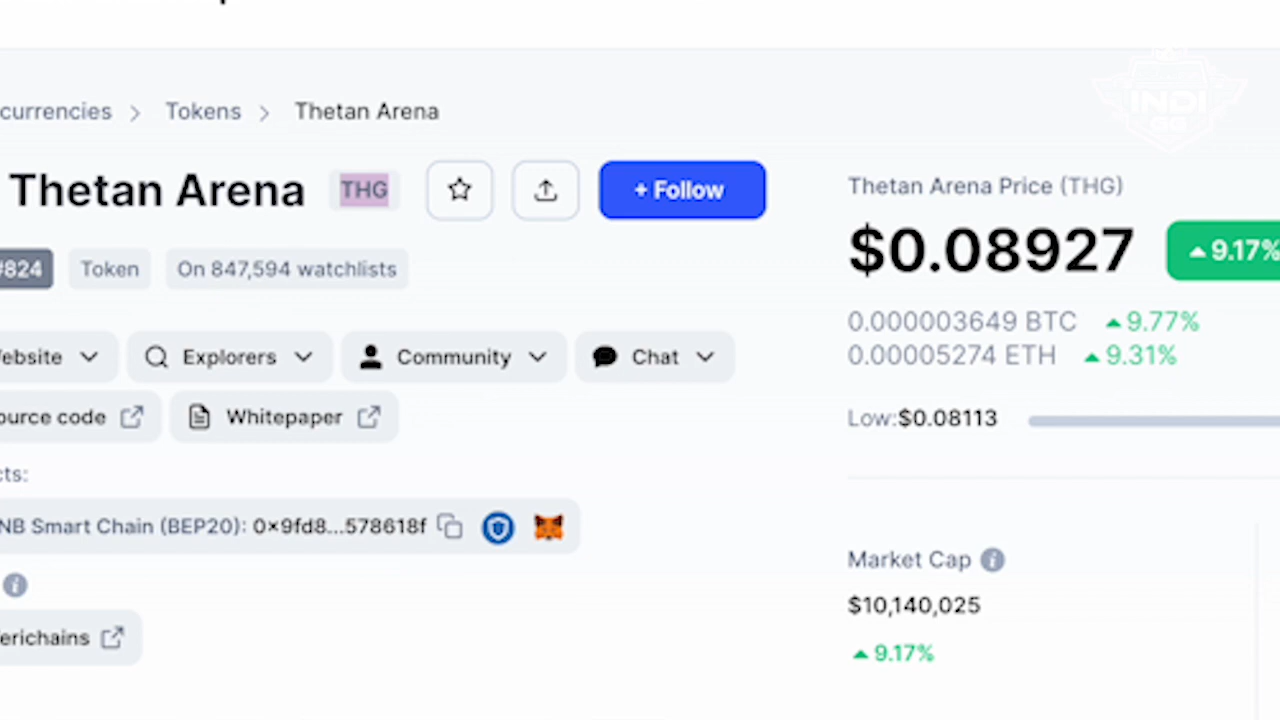 currencies > Tokens > Thetan Arena
Thetan Arena THG + Follow
#824 Token On 847,594 watchlists
ebsite Explorers Community Chat
ource code Whitepaper
cts:
NB Smart Chain (BEP20): 0x9fd8...578618f
erichains
INDI
GG
Thetan Arena Price (THG)
$0.08927 9.17%
0.000003649 BTC 9.77%
0.00005274 ETH 9.31%
Low:$0.08113
Market Cap
$10,140,025
9.17%